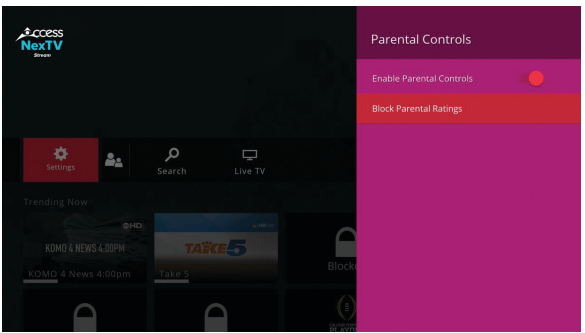 Access
NexTV
Stream
Parental Controls
Enable Parental Controls
Block Parental Ratings
Settings
Search
Live TV
Trending Now
HD
KOMO 4 NEWS 4:00PM
TAKE 5
KOMO 4 News 4:00pm
Take 5